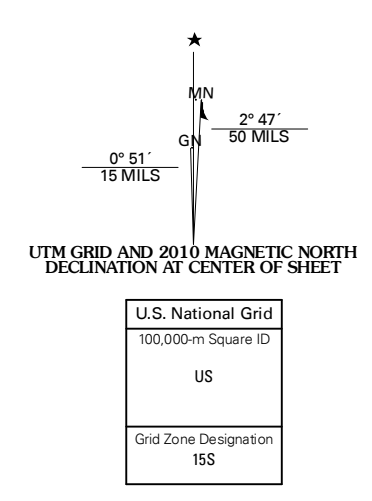 ★
MN
2° 47´
50 MILS
GN
0° 51´
15 MILS
UTM GRID AND 2010 MAGNETIC NORTH
DECLINATION AT CENTER OF SHEET
U.S. National Grid
100,000-m Square ID
US
Grid Zone Designation
15S